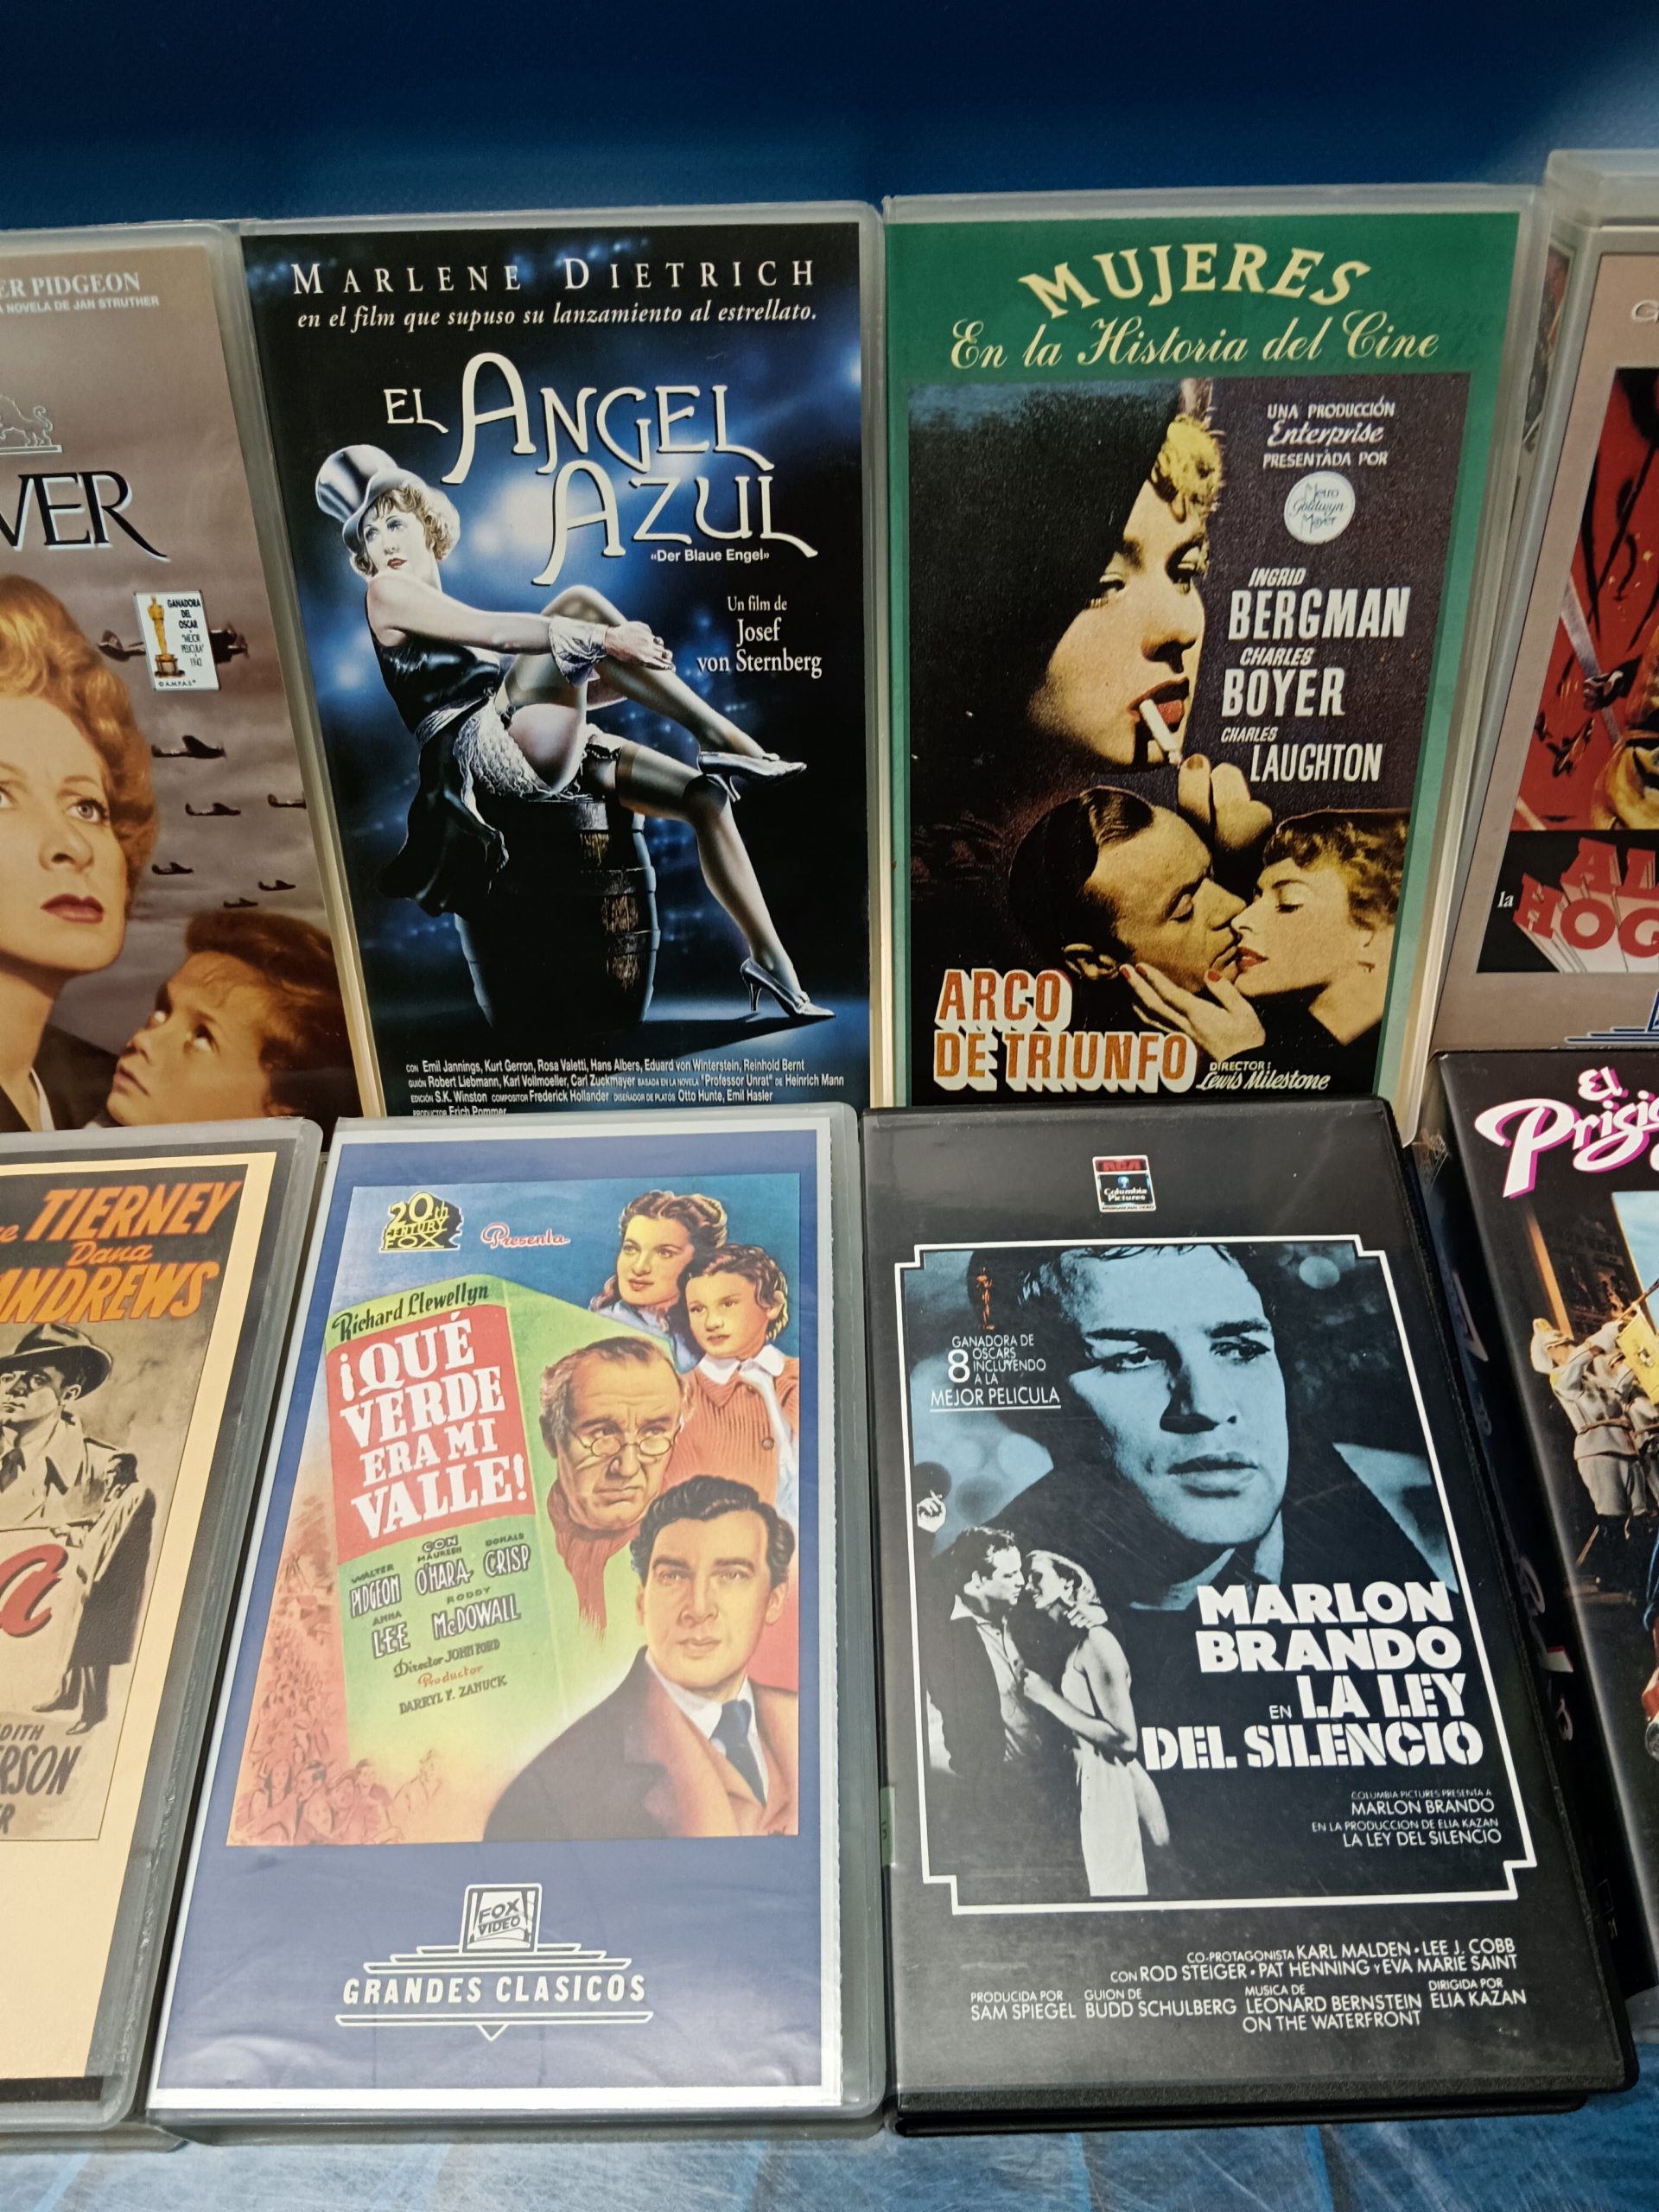 ER PIDGEON
A NOVELA DE JAN STRUTHER
VER
GANADORA
DEL
OSCAR
"MEJOR
PELICULA"
1942
©A.M.P.A.S.®
MARLENE DIETRICH
en el film que supuso su lanzamiento al estrellato.
EL ANGEL
AZUL
«Der Blaue Engel»
Un film de
Josef
von Sternberg
CON Emil Jannings, Kurt Gerron, Rosa Valetti, Hans Albers, Eduard von Winterstein, Reinhold Bernt
GUIÓN Robert Liebmann, Karl Vollmoeller, Carl Zuckmayer BASADA EN LA NOVELA "Professor Unrat" DE Heinrich Mann
EDICIÓN S.K. Winston COMPOSITOR Frederick Hollander DISEÑADOR DE PLATÓS Otto Hunte, Emil Hasler
PRODUCTOR Erich Pommer
MUJERES
En la Historia del Cine
UNA PRODUCCIÓN
Enterprise
PRESENTADA POR
Metro
Goldwyn
Mayer
INGRID
BERGMAN
CHARLES
BOYER
CHARLES
LAUGHTON
ARCO
DE TRIUNFO
DIRECTOR:
Lewis Milestone
la
HOG
TIERNEY
Dana
ANDREWS
a
DITH
RSON
R
20th
CENTURY
FOX
Presenta
Richard Llewellyn
¡QUÉ
VERDE
ERA MI
VALLE!
CON
WALTER
PIDGEON
MAUREEN
O'HARA
DONALD
CRISP
ANNA
LEE
RODDY
McDOWALL
Director JOHN FORD
Productor
DARRYL F. ZANUCK
FOX
VIDEO
GRANDES CLASICOS
RCA
Columbia
Pictures
GANADORA DE
8 OSCARS
INCLUYENDO
A LA
MEJOR PELICULA
MARLON
BRANDO
EN LA LEY
DEL SILENCIO
COLUMBIA PICTURES PRESENTA A
MARLON BRANDO
EN LA PRODUCCION DE ELIA KAZAN
LA LEY DEL SILENCIO
CO-PROTAGONISTA KARL MALDEN • LEE J. COBB
CON ROD STEIGER • PAT HENNING Y EVA MARIE SAINT
PRODUCIDA POR
SAM SPIEGEL
GUION DE
BUDD SCHULBERG
MUSICA DE
LEONARD BERNSTEIN
ON THE WATERFRONT
DIRIGIDA POR
ELIA KAZAN
El
Prisi